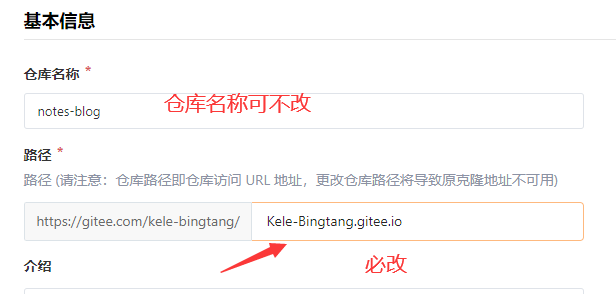 基本信息
仓库名称 *
仓库名称可不改
notes-blog
路径 *
路径 (请注意：仓库路径即仓库访问 URL 地址，更改仓库路径将导致原克隆地址不可用)
https://gitee.com/kele-bingtang/ Kele-Bingtang.gitee.io
必改
介绍